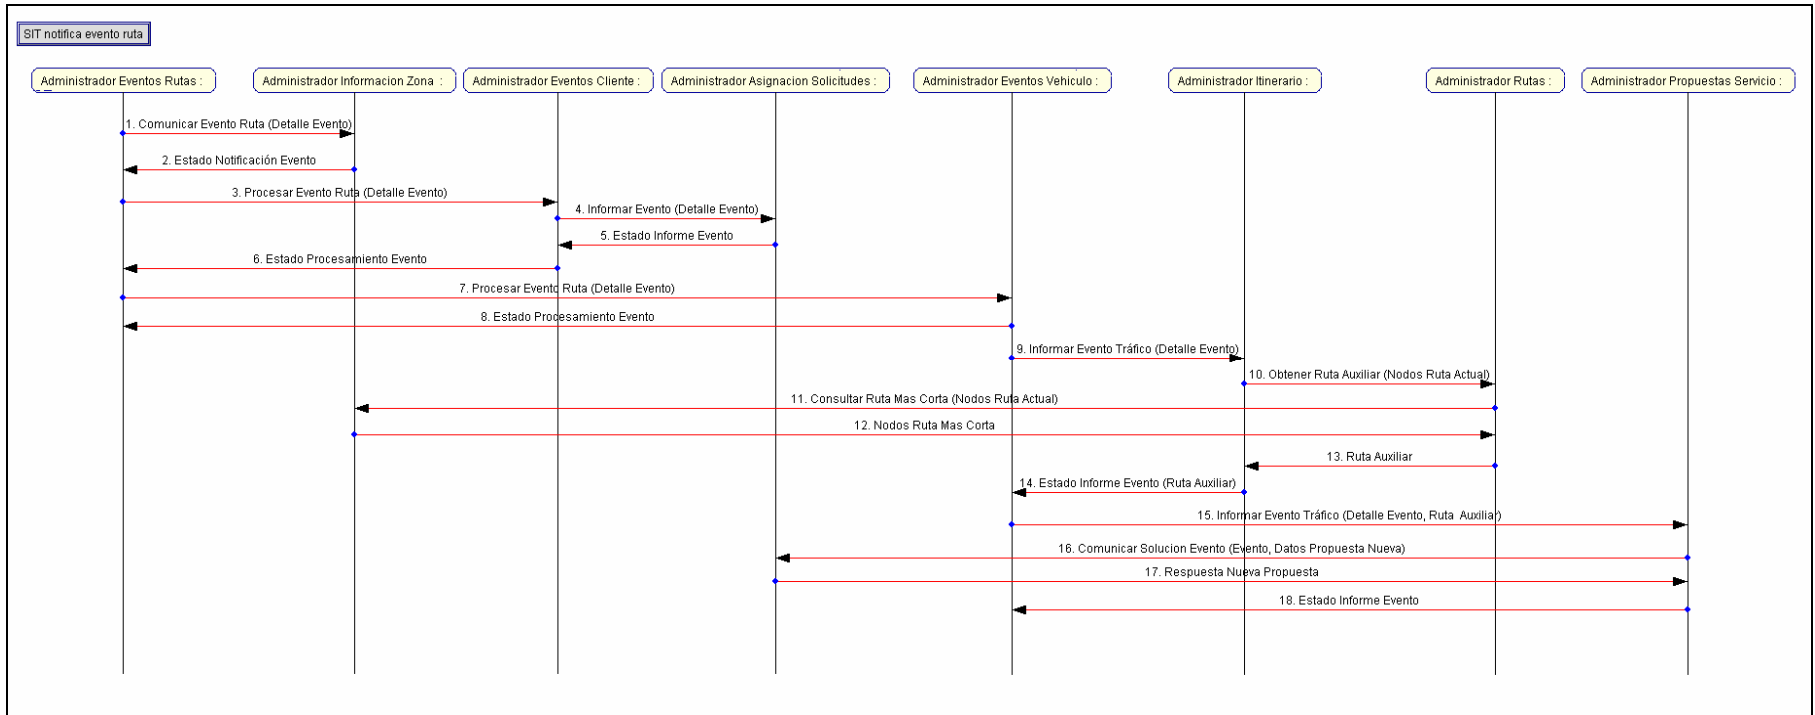 SIT notifica evento ruta
Administrador Eventos Rutas :
Administrador Informacion Zona :
Administrador Eventos Cliente :
Administrador Asignacion Solicitudes :
Administrador Eventos Vehiculo :
Administrador Itinerario :
Administrador Rutas :
Administrador Propuestas Servicio :
1. Comunicar Evento Ruta (Detalle Evento)
2. Estado Notificación Evento
3. Procesar Evento Ruta (Detalle Evento)
4. Informar Evento (Detalle Evento)
5. Estado Informe Evento
6. Estado Procesamiento Evento
7. Procesar Evento Ruta (Detalle Evento)
8. Estado Procesamiento Evento
9. Informar Evento Tráfico (Detalle Evento)
10. Obtener Ruta Auxiliar (Nodos Ruta Actual)
11. Consultar Ruta Mas Corta (Nodos Ruta Actual)
12. Nodos Ruta Mas Corta
13. Ruta Auxiliar
14. Estado Informe Evento (Ruta Auxiliar)
15. Informar Evento Tráfico (Detalle Evento, Ruta Auxiliar)
16. Comunicar Solucion Evento (Evento, Datos Propuesta Nueva)
17. Respuesta Nueva Propuesta
18. Estado Informe Evento